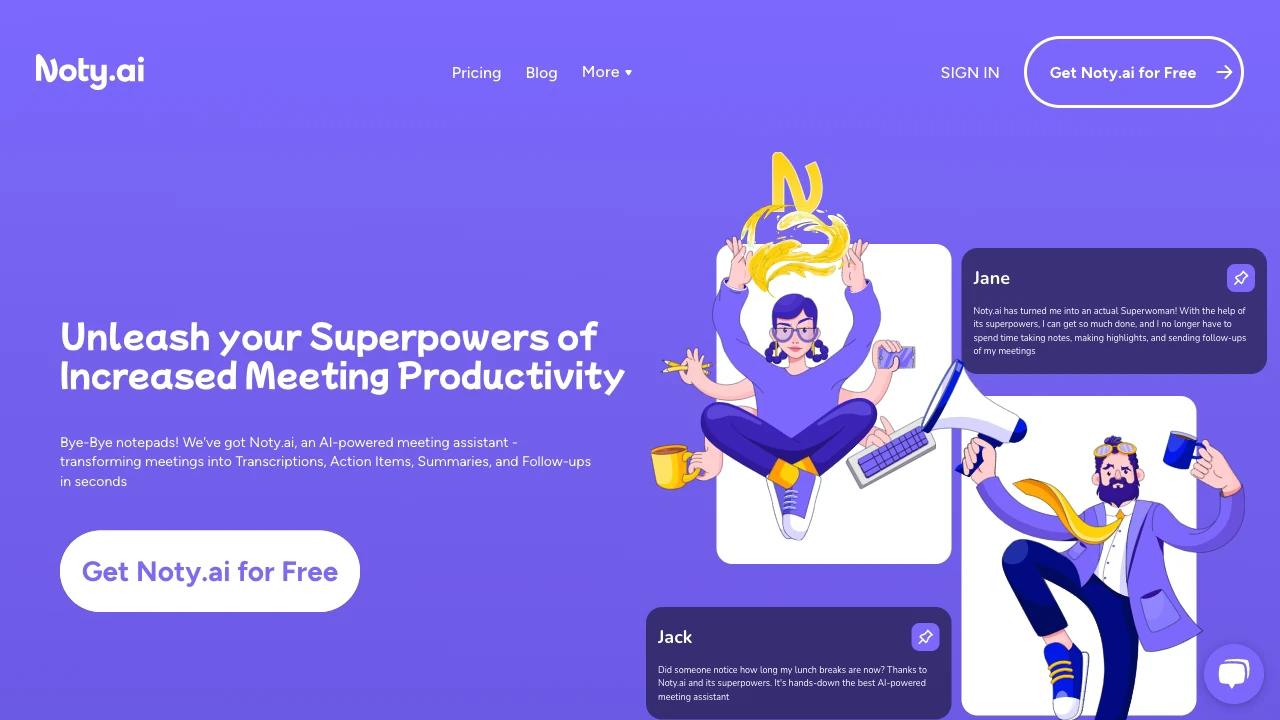 Noty.ai
Pricing
Blog
More
SIGN IN
Get Noty.ai for Free
Unleash your Superpowers of
Increased Meeting Productivity
Bye-Bye notepads! We've got Noty.ai, an AI-powered meeting assistant -
transforming meetings into Transcriptions, Action Items, Summaries, and Follow-ups
in seconds
Get Noty.ai for Free
N
Jane
Noty.ai has turned me into an actual Superwoman! With the help of
its superpowers, I can get so much done, and I no longer have to
spend time taking notes, making highlights, and sending follow-ups
of my meetings
Jack
Did someone notice how long my lunch breaks are now? Thanks to
Noty.ai and its superpowers. It's hands-down the best AI-powered
meeting assistant